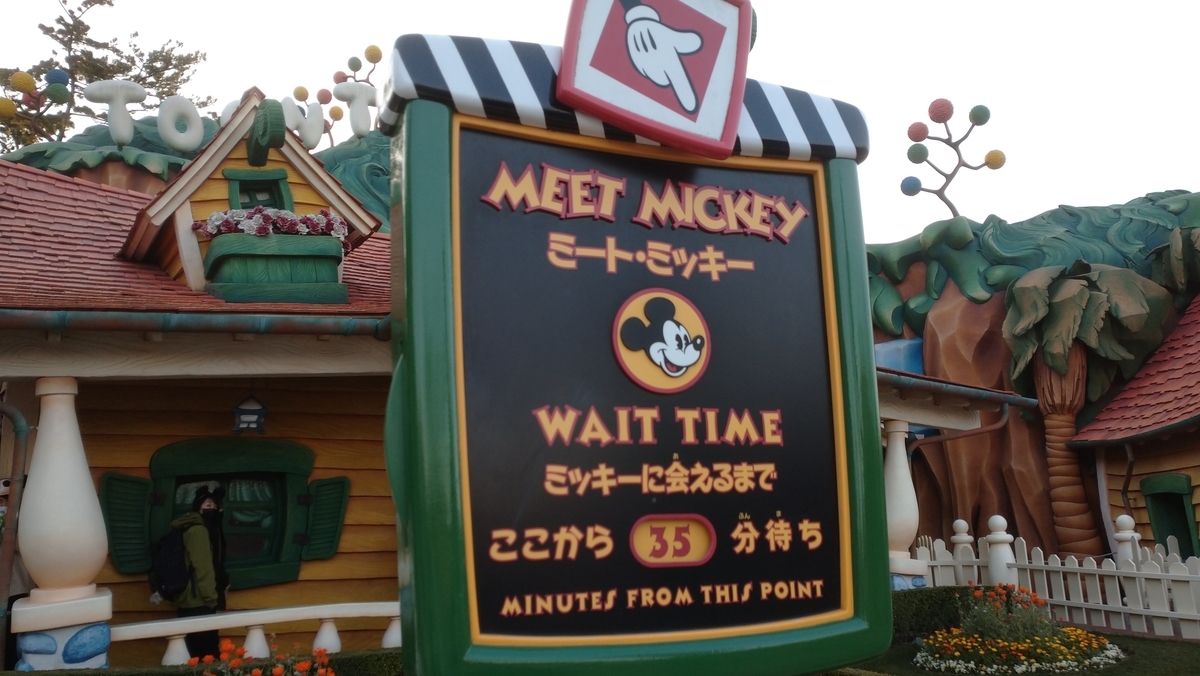 MEET MICKEY
ミート・ミッキー
WAIT TIME
ミッキーに会えるまで
ここから 35 分待ち
MINUTES FROM THIS POINT